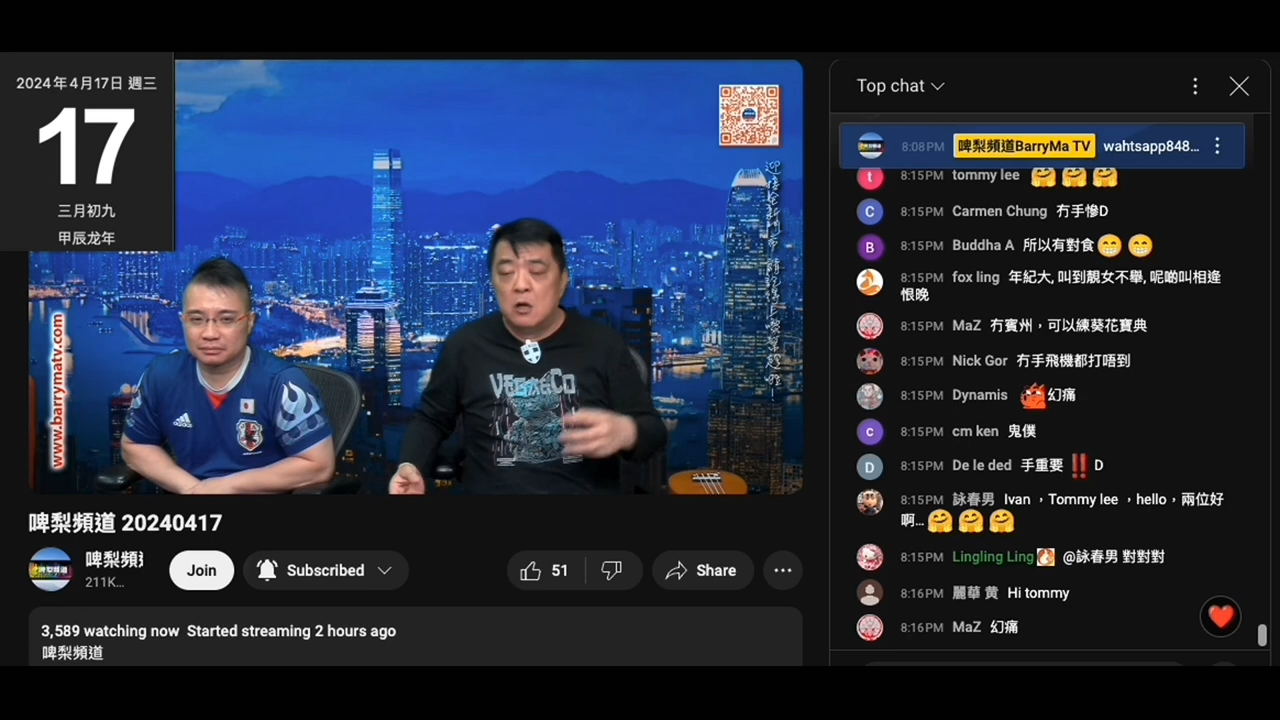 2024年4月17日 週三
17
三月初九
甲辰龙年
www.barrymatv.com
VEGA&CO
啤梨頻道 20240417
啤梨頻道
211K...
Join
Subscribed
51
Share
3,589 watching now Started streaming 2 hours ago
啤梨頻道
Top chat
8:08PM 啤梨頻道BarryMa TV wahtsapp848...
8:15PM tommy lee 🤗🤗🤗
8:15PM Carmen Chung 冇手慘D
8:15PM Buddha A 所以有對食😁😁
8:15PM fox ling 年紀大, 叫到靚女不舉, 呢啲叫相逢
恨晚
8:15PM MaZ 冇賓州，可以練葵花寶典
8:15PM Nick Gor 冇手飛機都打唔到
8:15PM Dynamis 幻痛
8:15PM cm ken 鬼僕
8:15PM De le ded 手重要‼️D
8:15PM 詠春男 Ivan ，Tommy lee ，hello，兩位好
啊...🤗🤗🤗
8:15PM Lingling Ling @詠春男 對對對
8:16PM 麗華 黄 Hi tommy
8:16PM MaZ 幻痛